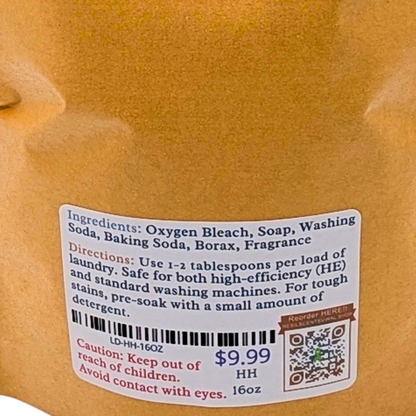 Ingredients: Oxygen Bleach, Soap, Washing
Soda, Baking Soda, Borax, Fragrance
Directions: Use 1-2 tablespoons per load of
laundry. Safe for both high-efficiency (HE)
and standard washing machines. For tough
stains, pre-soak with a small amount of
detergent.
Reorder HERE!!
LD-HH-16OZ
Caution: Keep out of
reach of children.
Avoid contact with eyes.
$9.99
HH
16oz